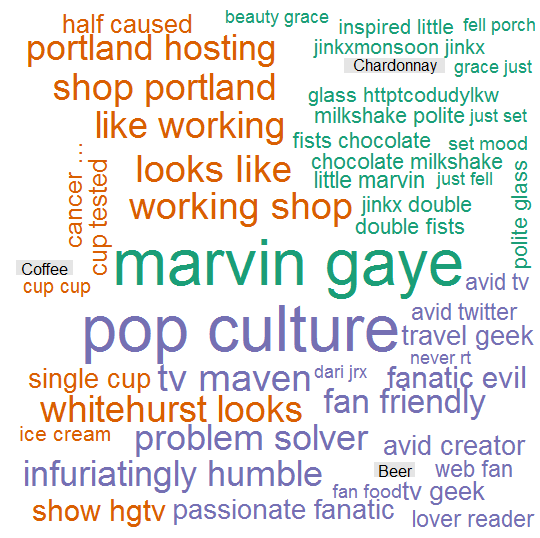 half caused
beauty grace
inspired little
fell porch
portland hosting
jinkxmonsoon jinkx
Chardonnay
grace just
shop portland
glass httptcodudylkw
milkshake polite
just set
like working
fists chocolate
set mood
cancer …
cup tested
looks like
chocolate milkshake
little marvin
just fell
polite glass
working shop
jinkx double
double fists
marvin gaye
Coffee
cup cup
avid tv
pop culture
avid twitter
travel geek
never rt
single cup
tv maven
dari jrx
fanatic evil
whitehurst looks
fan friendly
ice cream
problem solver
avid creator
infuriatingly humble
Beer
web fan
fan food
tv geek
show hgtv
passionate fanatic
lover reader